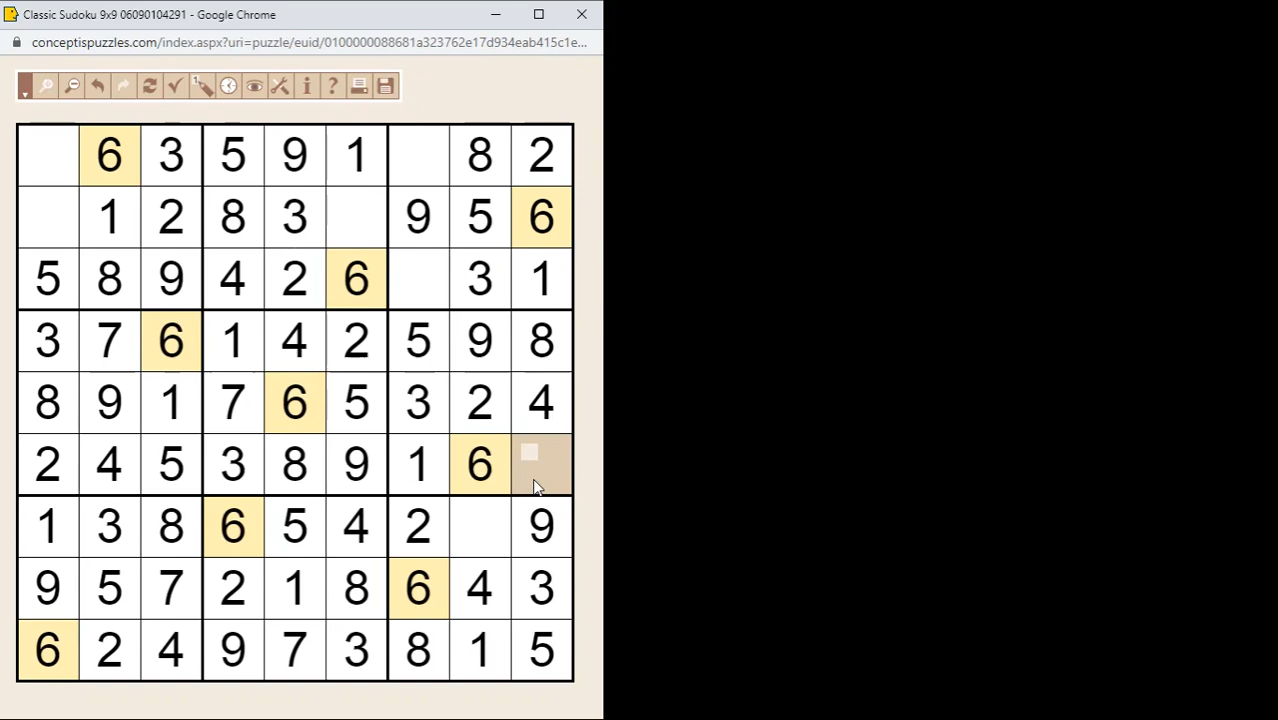 Classic Sudoku 9x9 06090104291 - Google Chrome
conceptispuzzles.com/index.aspx?uri=puzzle/euid/0100000088681a323762e17d934eab415c1e...
1 i ?
6 3 5 9 1 8 2
1 2 8 3 9 5 6
5 8 9 4 2 6 3 1
3 7 6 1 4 2 5 9 8
8 9 1 7 6 5 3 2 4
2 4 5 3 8 9 1 6
1 3 8 6 5 4 2 9
9 5 7 2 1 8 6 4 3
6 2 4 9 7 3 8 1 5